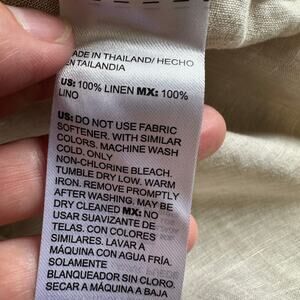 MADE IN THAILAND/ HECHO
EN TAILANDIA
US: 100% LINEN MX: 100%
LINO
US: DO NOT USE FABRIC
SOFTENER. WITH SIMILAR
COLORS, MACHINE WASH
COLD. ONLY
NON-CHLORINE BLEACH.
TUMBLE DRY LOW. WARM
IRON. REMOVE PROMPTLY
AFTER WASHING. MAY BE
DRY CLEANED MX: NO
USAR SUAVIZANTE DE
TELAS. CON COLORES
SIMILARES. LAVAR A
MÁQUINA CON AGUA FRÍA.
SOLAMENTE
BLANQUEADOR SIN CLORO.
SECAR A MÁQUINA A BAJA